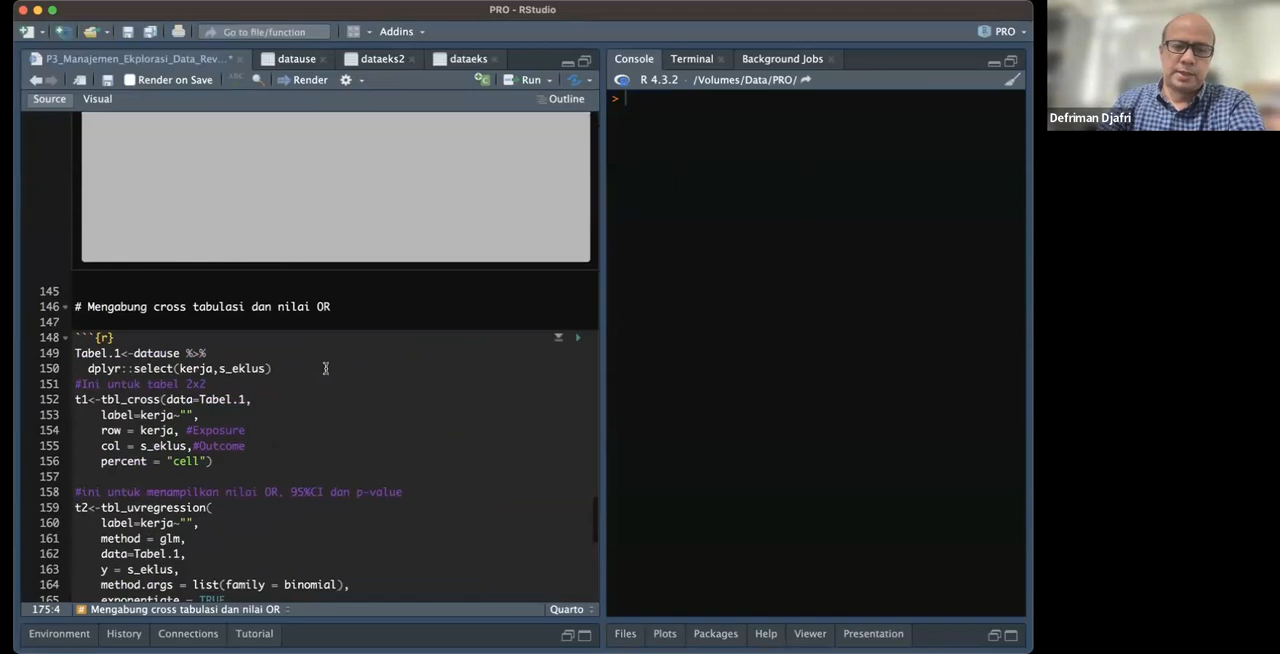 PRO - RStudio
Go to file/function
Addins
PRO
P3_Manajemen_Ekplorasi_Data_Rev...*
datause
dataeks2
dataeks
Render on Save
ABC
Render
Run
Source
Visual
Outline
145
146 # Mengabung cross tabulasi dan nilai OR
147
148 ```{r}
149 Tabel.1<-datause %>%
150 dplyr::select(kerja,s_eklus)
151 #Ini untuk tabel 2x2
152 t1<-tbl_cross(data=Tabel.1,
153 label=kerja~"",
154 row = kerja, #Exposure
155 col = s_eklus,#Outcome
156 percent = "cell")
157
158 #ini untuk menampilkan nilai OR, 95%CI dan p-value
159 t2<-tbl_uvregression(
160 label=kerja~"",
161 method = glm,
162 data=Tabel.1,
163 y = s_eklus,
164 method.args = list(family = binomial),
165 exponentiate = TRUE
175:4 # Mengabung cross tabulasi dan nilai OR
Quarto
Environment
History
Connections
Tutorial
Console
Terminal
Background Jobs
R 4.3.2 · /Volumes/Data/PRO/
>
Files
Plots
Packages
Help
Viewer
Presentation
Defriman Djafri